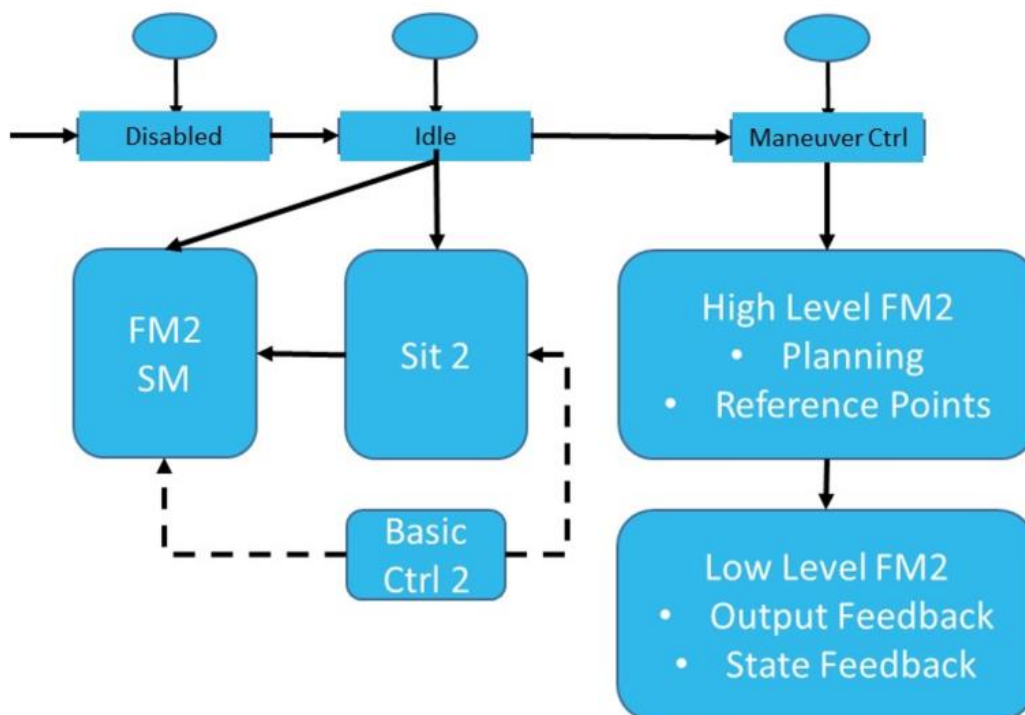 Disabled
Idle
Maneuver Ctrl
FM2
SM
Sit 2
High Level FM2
• Planning
• Reference Points
Basic
Ctrl 2
Low Level FM2
• Output Feedback
• State Feedback